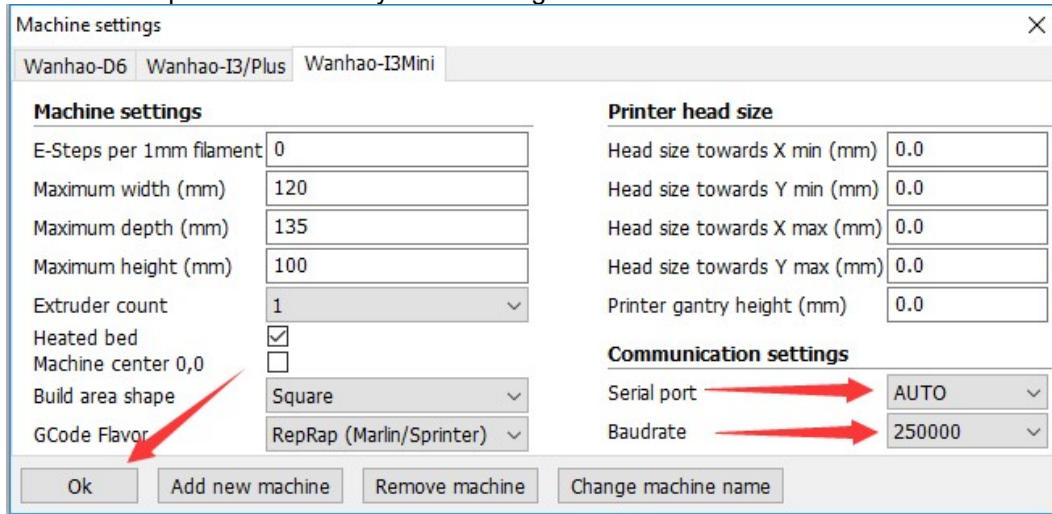 Machine settings
Wanhao-D6 Wanhao-I3/Plus Wanhao-I3Mini
Machine settings
E-Steps per 1mm filament 0
Maximum width (mm) 120
Maximum depth (mm) 135
Maximum height (mm) 100
Extruder count 1
Heated bed
Machine center 0,0
Build area shape Square
GCode Flavor RepRap (Marlin/Sprinter)
Printer head size
Head size towards X min (mm) 0.0
Head size towards Y min (mm) 0.0
Head size towards X max (mm) 0.0
Head size towards Y max (mm) 0.0
Printer gantry height (mm) 0.0
Communication settings
Serial port AUTO
Baudrate 250000
Ok Add new machine Remove machine Change machine name